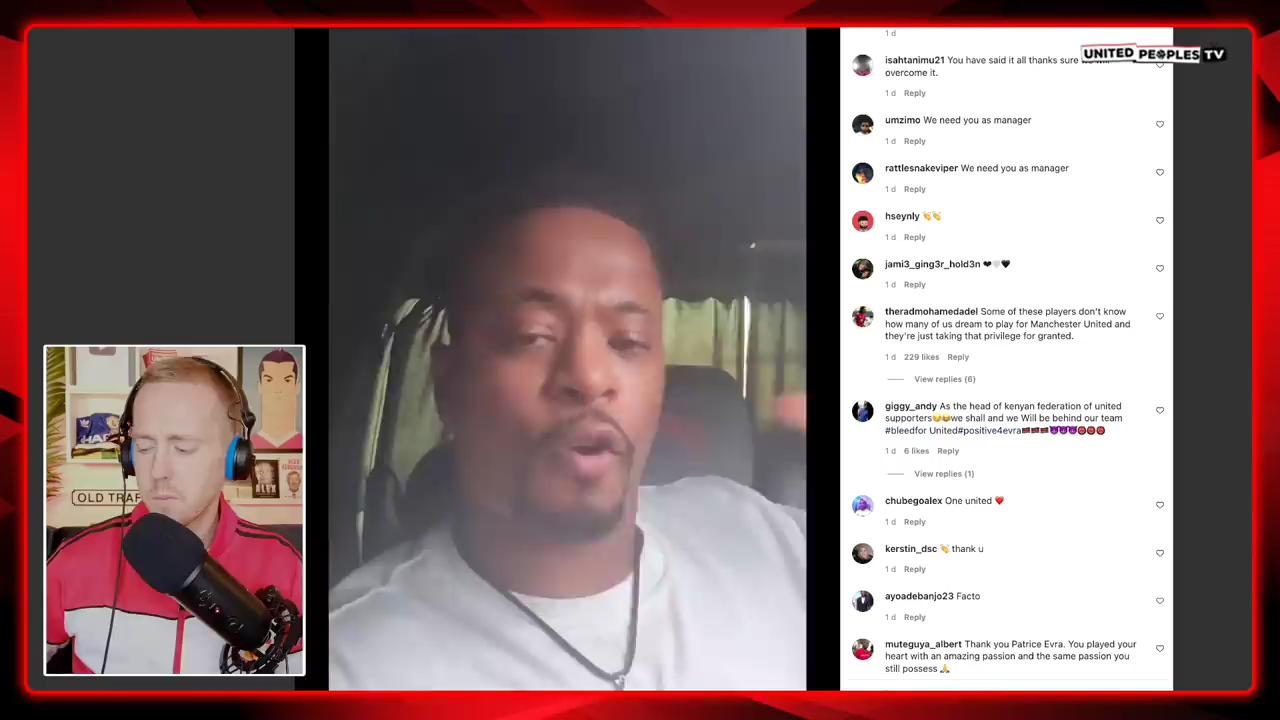 1 d
UNITED PEOPLES TV
isahtanimu21 You have said it all thanks sure
overcome it.
1 d Reply
umzimo We need you as manager
1 d Reply
rattlesnakeviper We need you as manager
1 d Reply
hseynly 👏👏
1 d Reply
jami3_ging3r_hold3n ❤🤍🖤
1 d Reply
theradmohamedadel Some of these players don't know
how many of us dream to play for Manchester United and
they're just taking that privilege for granted.
1 d 229 likes Reply
View replies (6)
giggy_andy As the head of kenyan federation of united
supporters😏😂we shall and we Will be behind our team
#bleedfor United#positive4evra🇰🇪🇰🇪🇰🇪👿👿👿👹👹👹
1 d 6 likes Reply
View replies (1)
chubegoalex One united ❤️
1 d Reply
kerstin_dsc 👏 thank u
1 d Reply
ayoadebanjo23 Facto
1 d Reply
muteguya_albert Thank you Patrice Evra. You played your
heart with an amazing passion and the same passion you
still possess 🙏
OLD TRAF